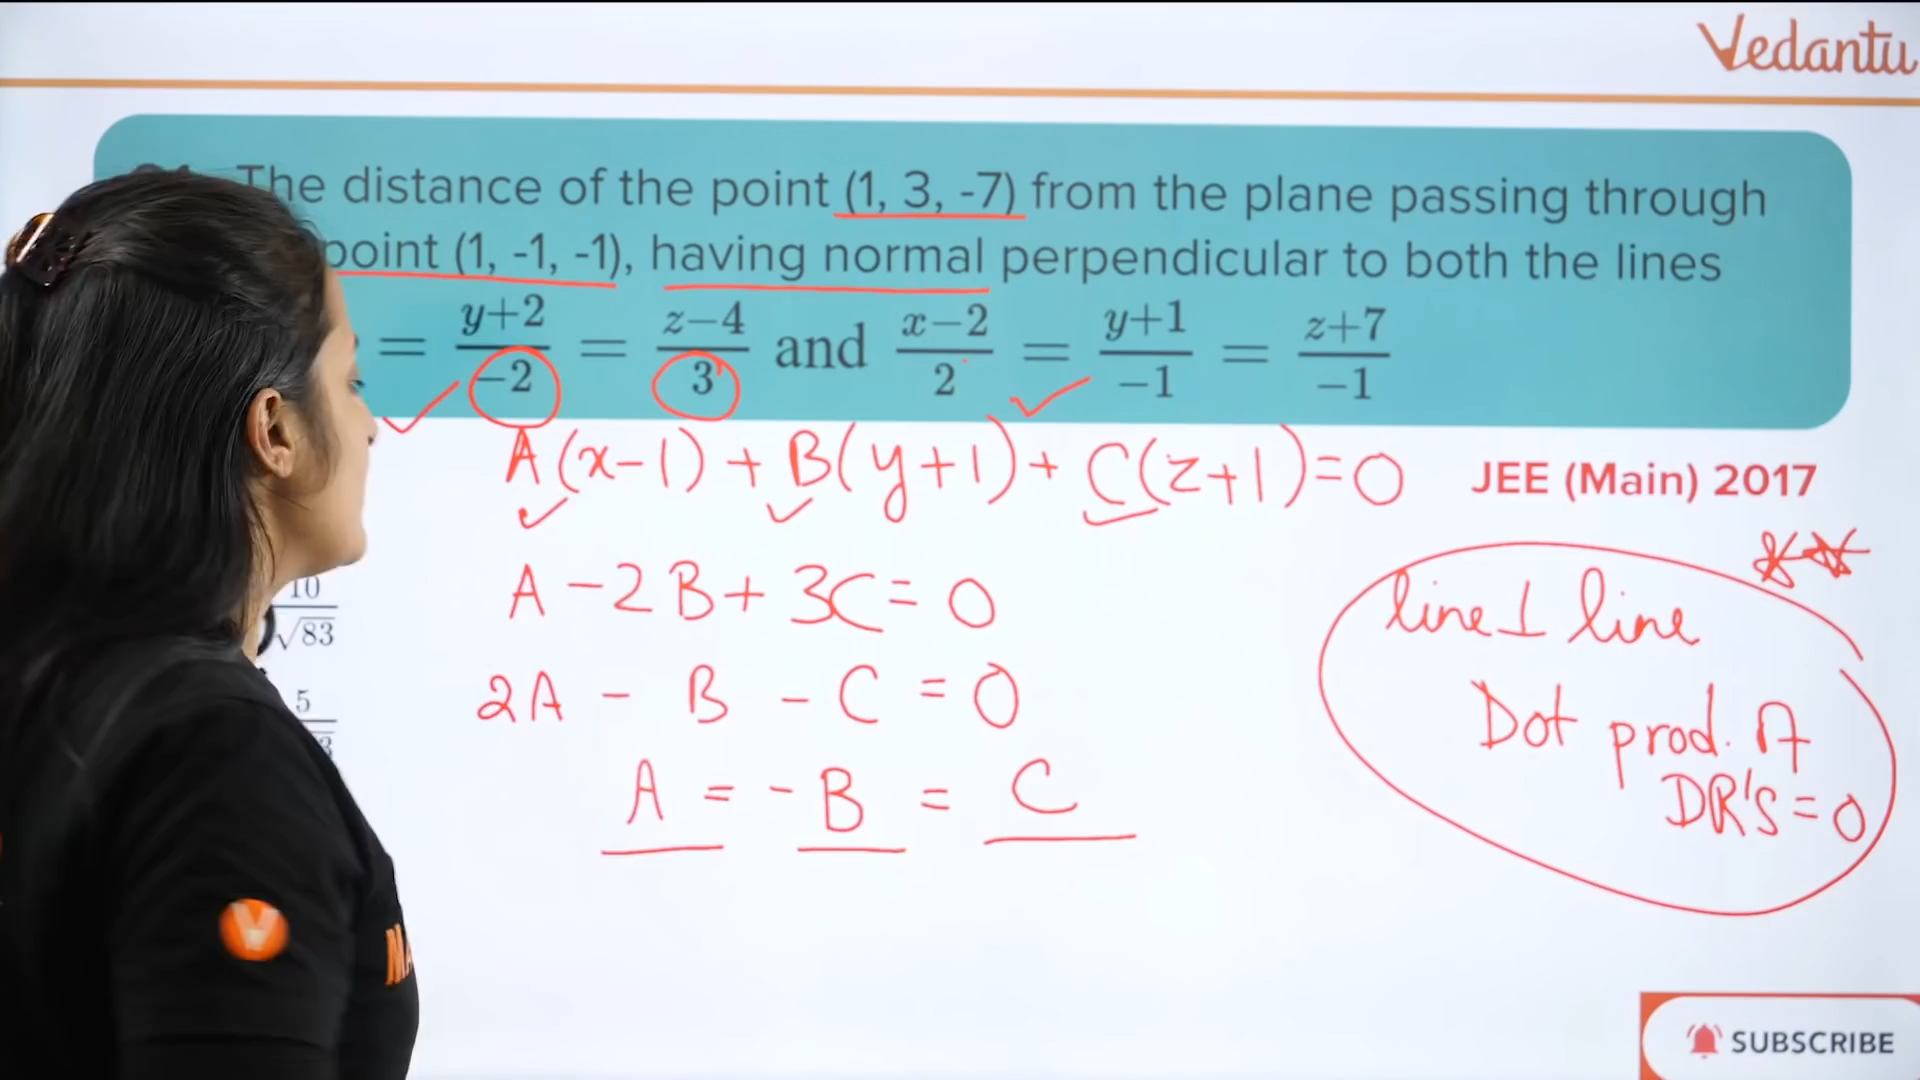 Vedantu
The distance of the point (1, 3, -7) from the plane passing through
point (1, -1, -1), having normal perpendicular to both the lines
= y+2/-2 = z-4/3 and x-2/2 = y+1/-1 = z+7/-1
A(x-1) + B(y+1) + C(z+1) = 0
JEE (Main) 2017
A - 2B + 3C = 0
2A - B - C = 0
A = -B = C
line ⊥ line
Dot prod. of
DR'S = 0
10/√83
5
V
SUBSCRIBE